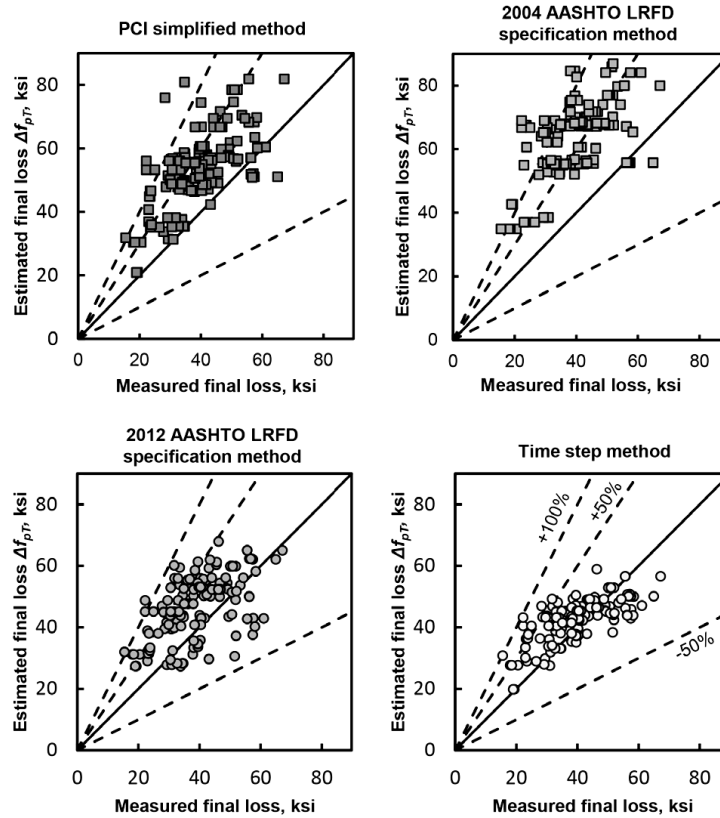 PCI simplified method
80
60
40
20
0
0 20 40 60 80
Estimated final loss Δf_pT, ksi
Measured final loss, ksi
2004 AASHTO LRFD
specification method
80
60
40
20
0
0 20 40 60 80
Estimated final loss Δf_pT, ksi
Measured final loss, ksi
2012 AASHTO LRFD
specification method
80
60
40
20
0
0 20 40 60 80
Estimated final loss Δf_pT, ksi
Measured final loss, ksi
Time step method
+100%
+50%
-50%
80
60
40
20
0
0 20 40 60 80
Estimated final loss Δf_pT, ksi
Measured final loss, ksi